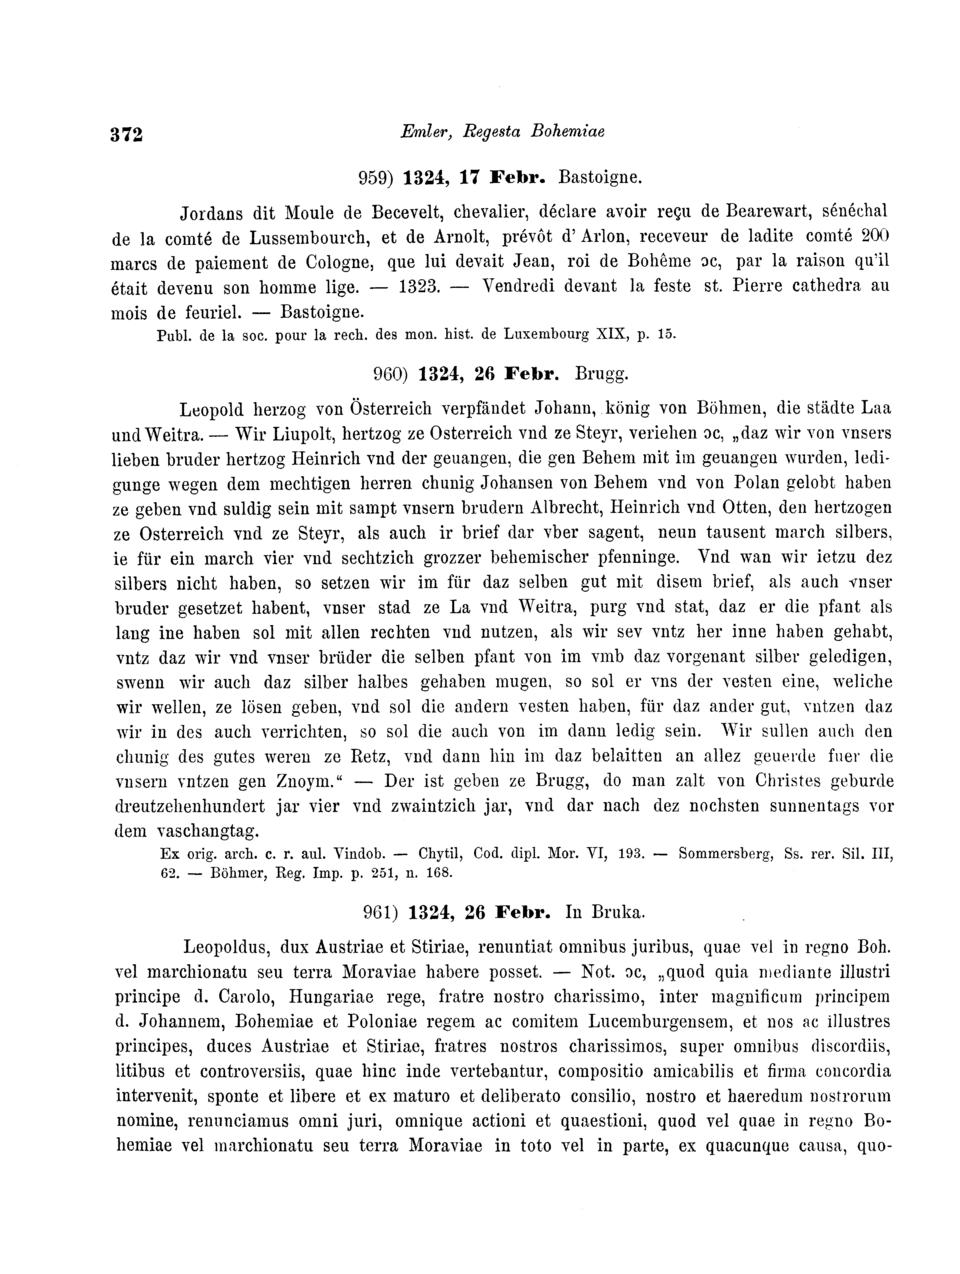 372 Emler, Regesta Bohemiae
959) 1324, 17 Febr. Bastoigne.
Jordans dit Moule de Becevelt, chevalier, déclare avoir reçu de Bearewart, sénéchal
de la comté de Lussembourch, et de Arnolt, prévôt d' Arlon, receveur de ladite comté 200
marcs de paiement de Cologne, que lui devait Jean, roi de Bohême ɔc, par la raison qu'il
était devenu son homme lige. — 1323. — Vendredi devant la feste st. Pierre cathedra au
mois de feuriel. — Bastoigne.
Publ. de la soc. pour la rech. des mon. hist. de Luxembourg XIX, p. 15.
960) 1324, 26 Febr. Brugg.
Leopold herzog von Österreich verpfändet Johann, könig von Böhmen, die städte Laa
und Weitra. — Wir Liupolt, hertzog ze Osterreich vnd ze Steyr, veriehen ɔc, „daz wir von vnsers
lieben bruder hertzog Heinrich vnd der geuangen, die gen Behem mit im geuangen wurden, ledi-
gunge wegen dem mechtigen herren chunig Johansen von Behem vnd von Polan gelobt haben
ze geben vnd suldig sein mit sampt vnsern brudern Albrecht, Heinrich vnd Otten, den hertzogen
ze Osterreich vnd ze Steyr, als auch ir brief dar vber sagent, neun tausent march silbers,
ie für ein march vier vnd sechtzich grozzer behemischer pfenninge. Vnd wan wir ietzu dez
silbers nicht haben, so setzen wir im für daz selben gut mit disem brief, als auch vnser
bruder gesetzet habent, vnser stad ze La vnd Weitra, purg vnd stat, daz er die pfant als
lang ine haben sol mit allen rechten vnd nutzen, als wir sev vntz her inne haben gehabt,
vntz daz wir vnd vnser brüder die selben pfant von im vmb daz vorgenant silber geledigen,
swenn wir auch daz silber halbes gehaben mugen, so sol er vns der vesten eine, weliche
wir wellen, ze lösen geben, vnd sol die andern vesten haben, für daz ander gut, vntzen daz
wir in des auch verrichten, so sol die auch von im dann ledig sein. Wir sullen auch den
chunig des gutes weren ze Retz, vnd dann hin im daz belaitten an allez geuerde fuer die
vnsern vntzen gen Znoym.“ — Der ist geben ze Brugg, do man zalt von Christes geburde
dreutzehenhundert jar vier vnd zwaintzich jar, vnd dar nach dez nochsten sunnentags vor
dem vaschangtag.
Ex orig. arch. c. r. aul. Vindob. — Chytil, Cod. dipl. Mor. VI, 193. — Sommersberg, Ss. rer. Sil. III,
62. — Böhmer, Reg. Imp. p. 251, n. 168.
961) 1324, 26 Febr. In Bruka.
Leopoldus, dux Austriae et Stiriae, renuntiat omnibus juribus, quae vel in regno Boh.
vel marchionatu seu terra Moraviae habere posset. — Not. ɔc, „quod quia mediante illustri
principe d. Carolo, Hungariae rege, fratre nostro charissimo, inter magnificum principem
d. Johannem, Bohemiae et Poloniae regem ac comitem Lucemburgensem, et nos ac illustres
principes, duces Austriae et Stiriae, fratres nostros charissimos, super omnibus discordiis,
litibus et controversiis, quae hinc inde vertebantur, compositio amicabilis et firma concordia
intervenit, sponte et libere et ex maturo et deliberato consilio, nostro et haeredum nostrorum
nomine, renunciamus omni juri, omnique actioni et quaestioni, quod vel quae in regno Bo-
hemiae vel marchionatu seu terra Moraviae in toto vel in parte, ex quacunque causa, quo-